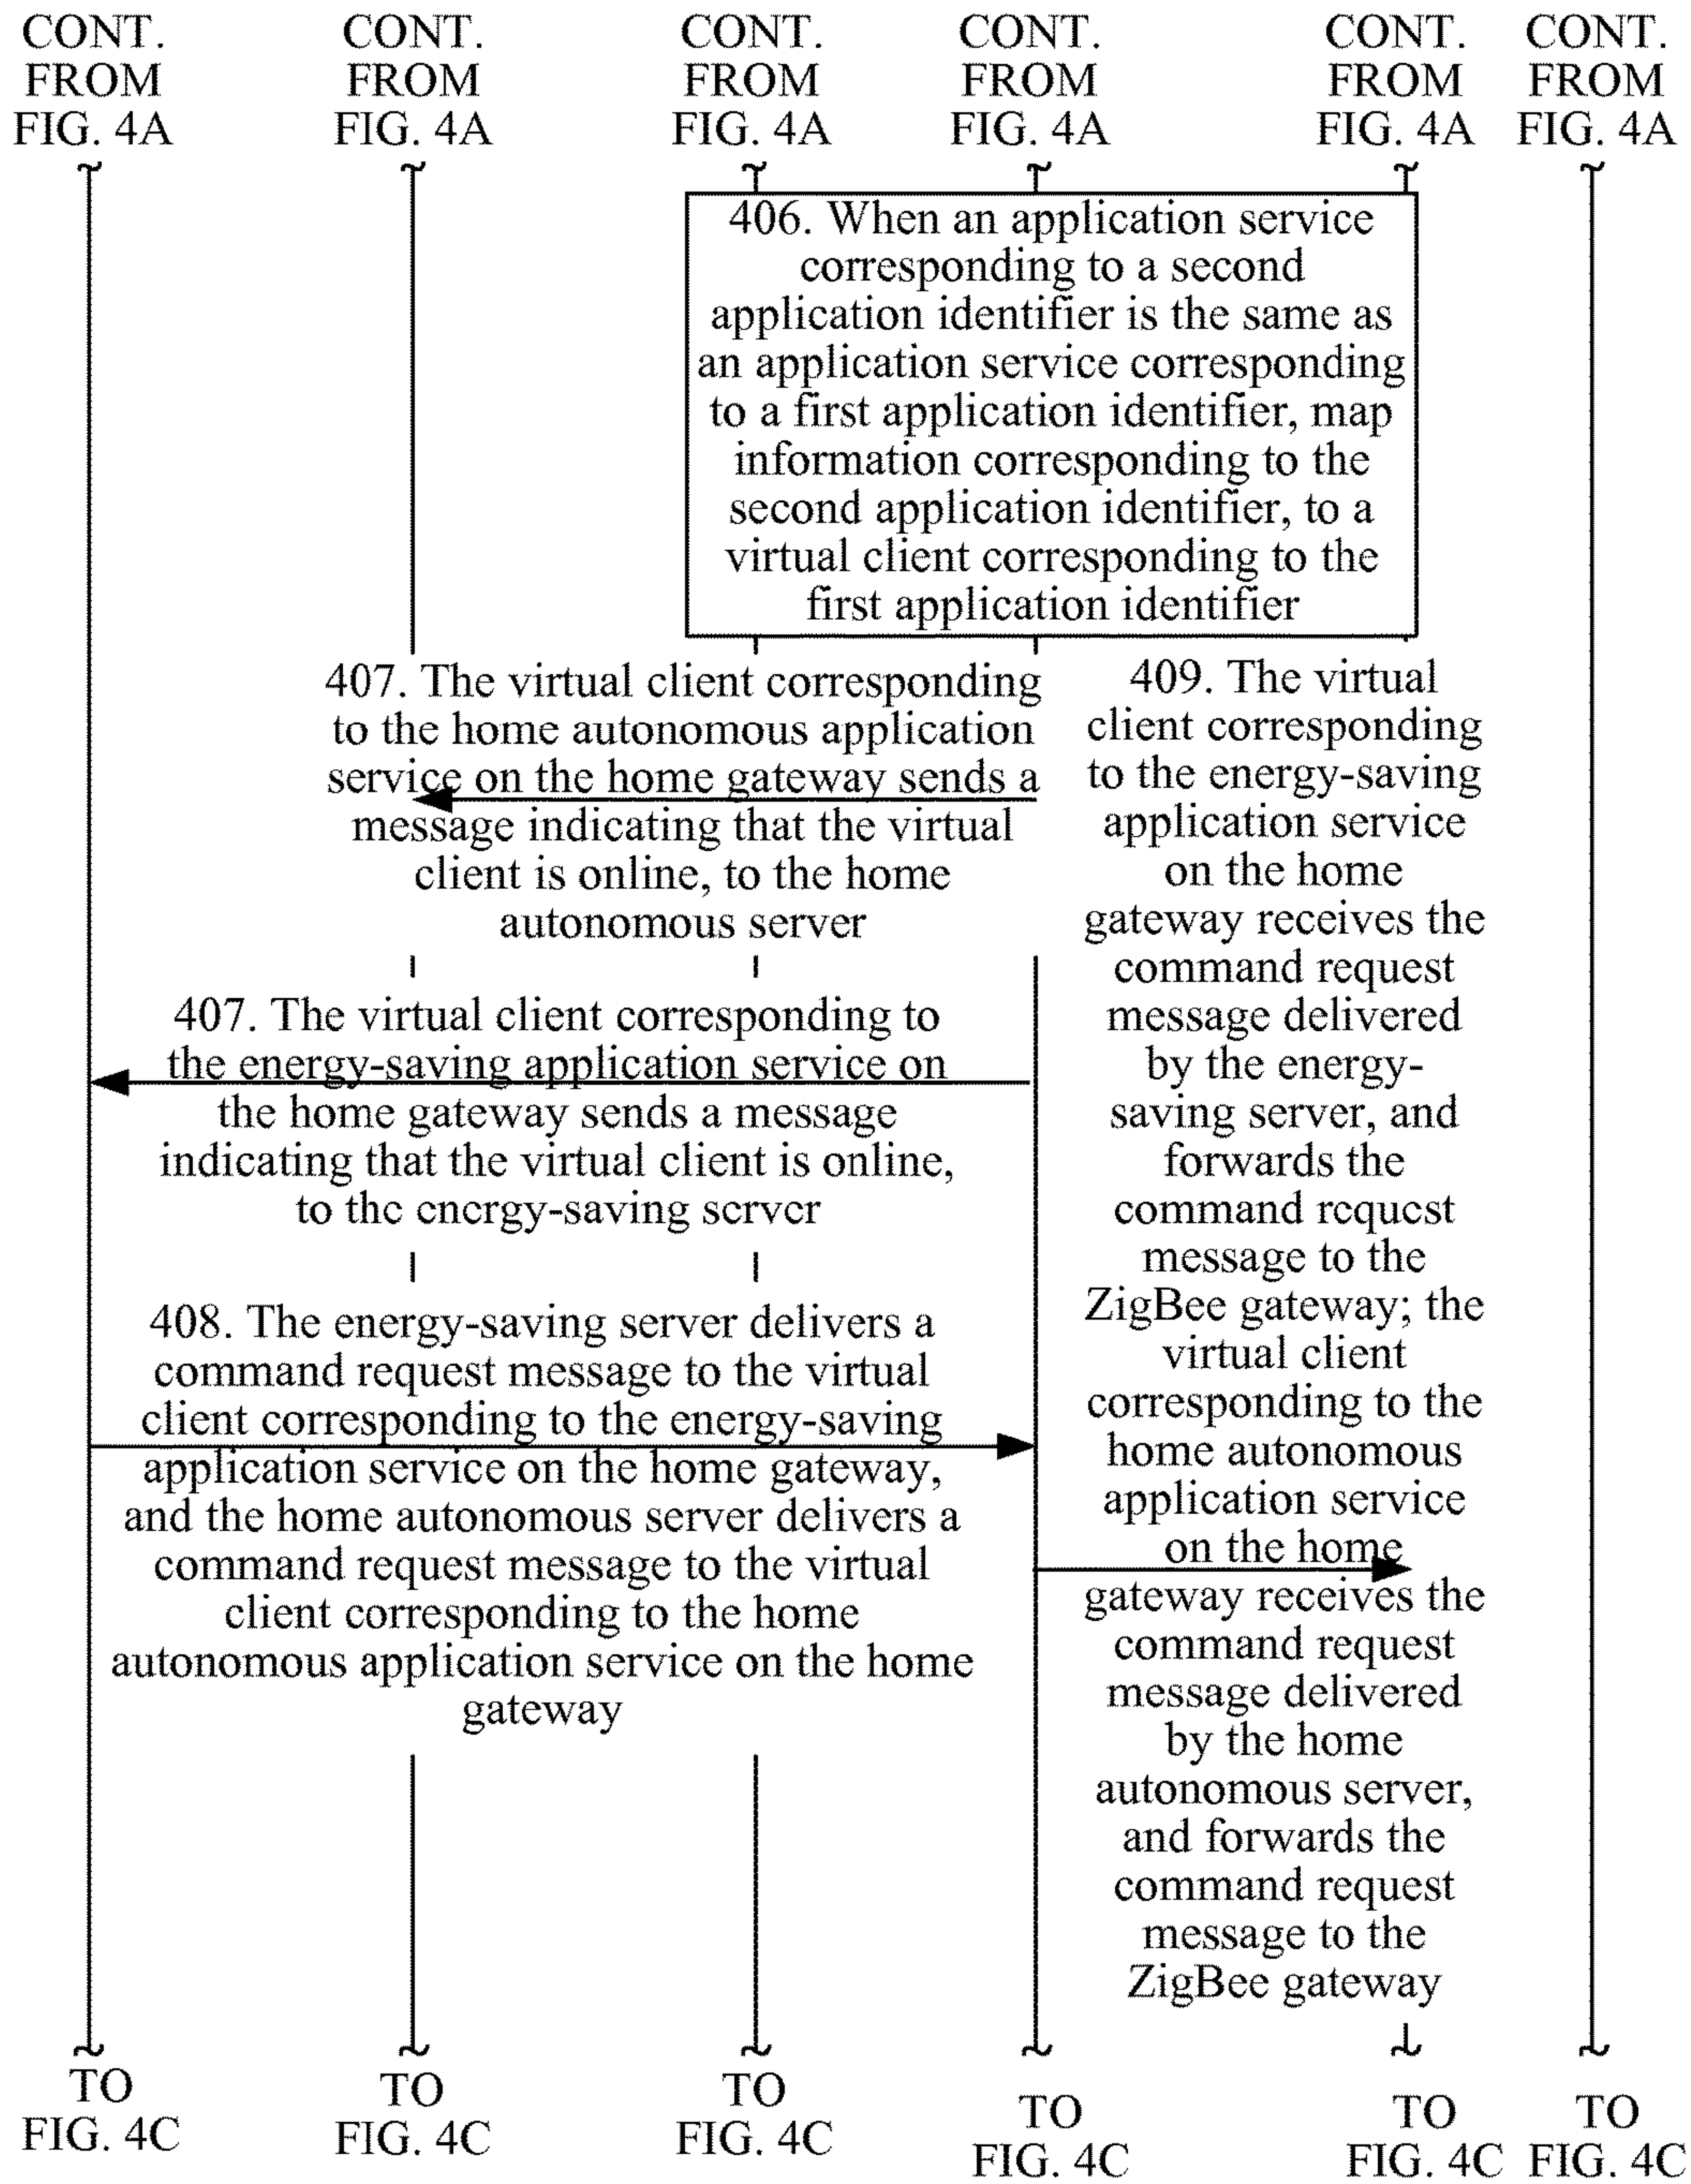 CONT. FROM FIG. 4A
CONT. FROM FIG. 4A
CONT. FROM FIG. 4A
CONT. FROM FIG. 4A
CONT. FROM FIG. 4A
CONT. FROM FIG. 4A
406. When an application service
corresponding to a second
application identifier is the same as
an application service corresponding
to a first application identifier, map
information corresponding to the
second application identifier, to a
virtual client corresponding to the
first application identifier
407. The virtual client corresponding
to the home autonomous application
service on the home gateway sends a
message indicating that the virtual
client is online, to the home
autonomous server
407. The virtual client corresponding to
the energy-saving application service on
the home gateway sends a message
indicating that the virtual client is online,
to the energy-saving server
408. The energy-saving server delivers a
command request message to the virtual
client corresponding to the energy-saving
application service on the home gateway,
and the home autonomous server delivers a
command request message to the virtual
client corresponding to the home
autonomous application service on the home
gateway
409. The virtual
client corresponding
to the energy-saving
application service
on the home
gateway receives the
command request
message delivered
by the energy-
saving server, and
forwards the
command request
message to the
ZigBee gateway; the
virtual client
corresponding to the
home autonomous
application service
on the home
gateway receives the
command request
message delivered
by the home
autonomous server,
and forwards the
command request
message to the
ZigBee gateway
TO FIG. 4C
TO FIG. 4C
TO FIG. 4C
TO FIG. 4C
TO FIG. 4C
TO FIG. 4C